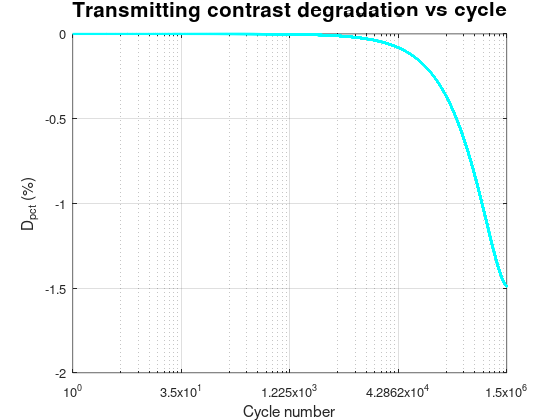 Transmitting contrast degradation vs cycle
0
-0.5
-1
-1.5
-2
D_pct (%)
10^0 3.5x10^1 1.225x10^3 4.2862x10^4 1.5x10^6
Cycle number